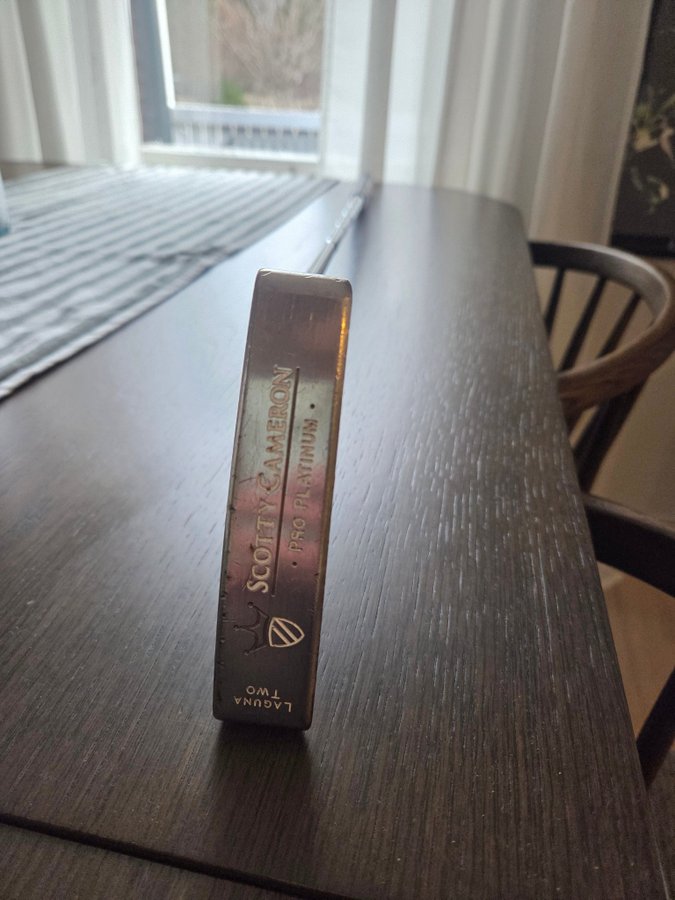 SCOTTY CAMERON
• PRO PLATINUM •
LAGUNA
TWO